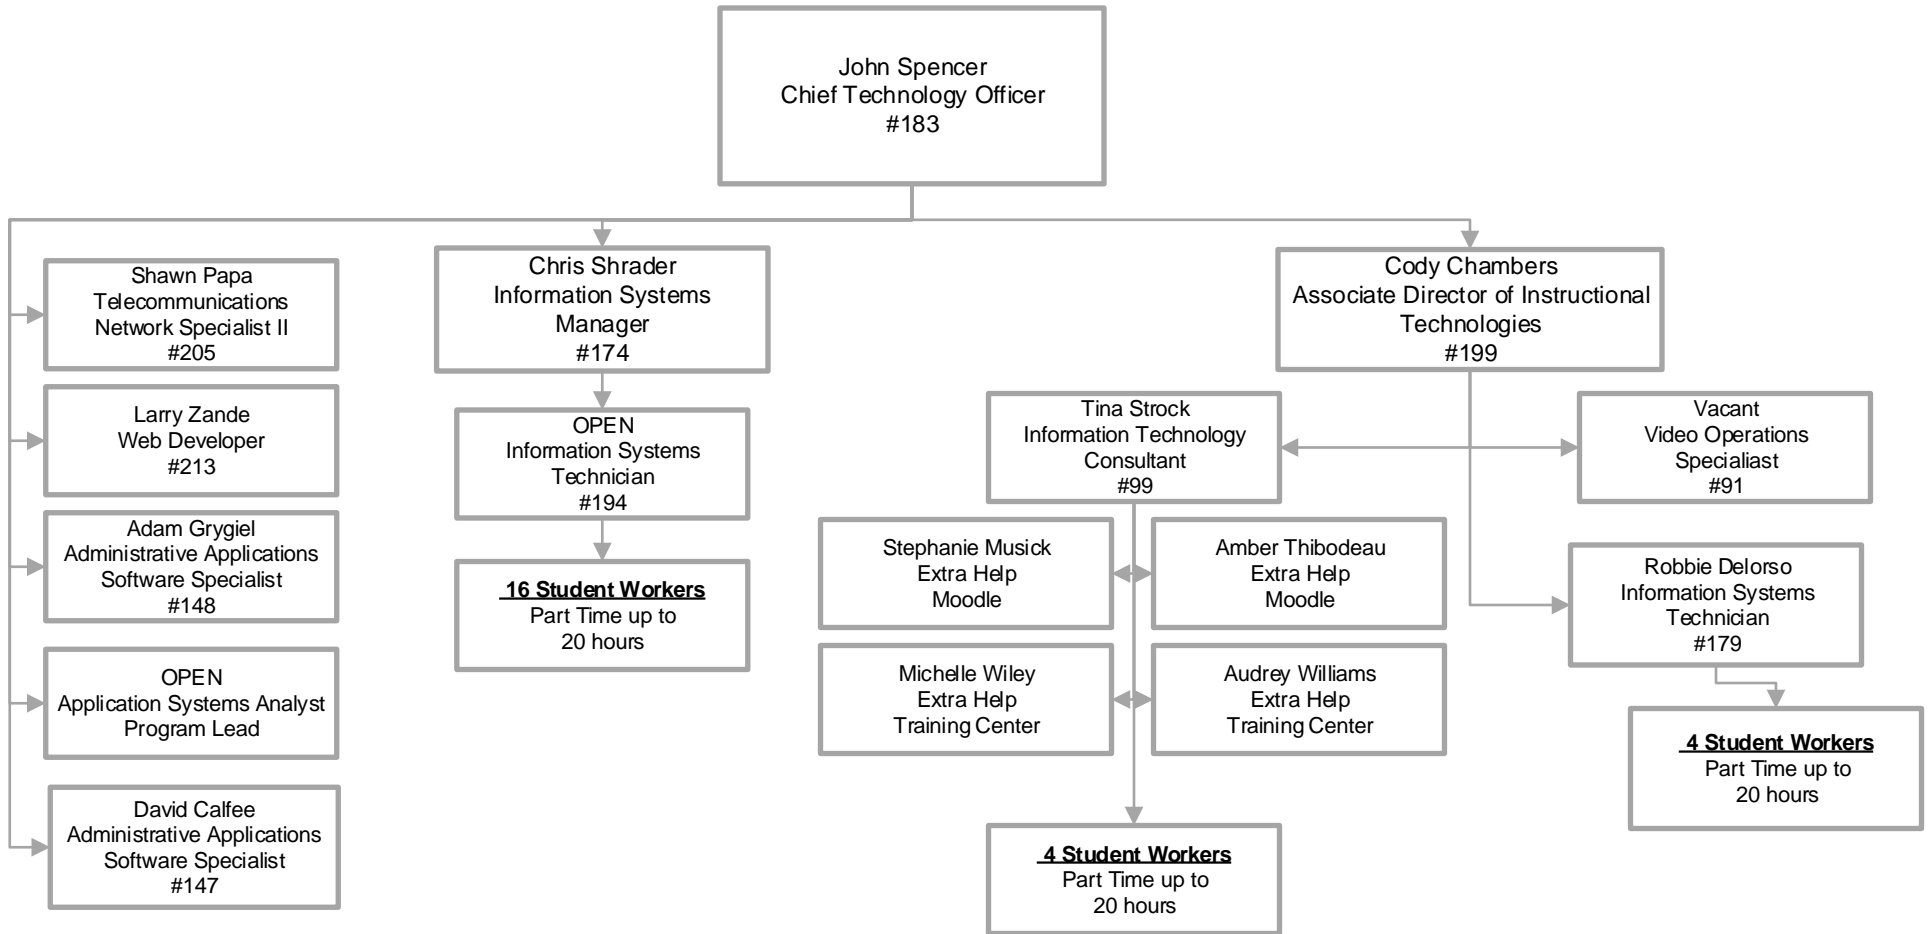 John Spencer
Chief Technology Officer
#183
Shawn Papa
Telecommunications
Network Specialist II
#205
Larry Zande
Web Developer
#213
Adam Grygiel
Administrative Applications
Software Specialist
#148
OPEN
Application Systems Analyst
Program Lead
David Calfee
Administrative Applications
Software Specialist
#147
Chris Shrader
Information Systems
Manager
#174
OPEN
Information Systems
Technician
#194
16 Student Workers
Part Time up to
20 hours
Cody Chambers
Associate Director of Instructional
Technologies
#199
Tina Strock
Information Technology
Consultant
#99
Stephanie Musick
Extra Help
Moodle
Amber Thibodeau
Extra Help
Moodle
Michelle Wiley
Extra Help
Training Center
Audrey Williams
Extra Help
Training Center
4 Student Workers
Part Time up to
20 hours
Vacant
Video Operations
Specialiast
#91
Robbie Delorso
Information Systems
Technician
#179
4 Student Workers
Part Time up to
20 hours